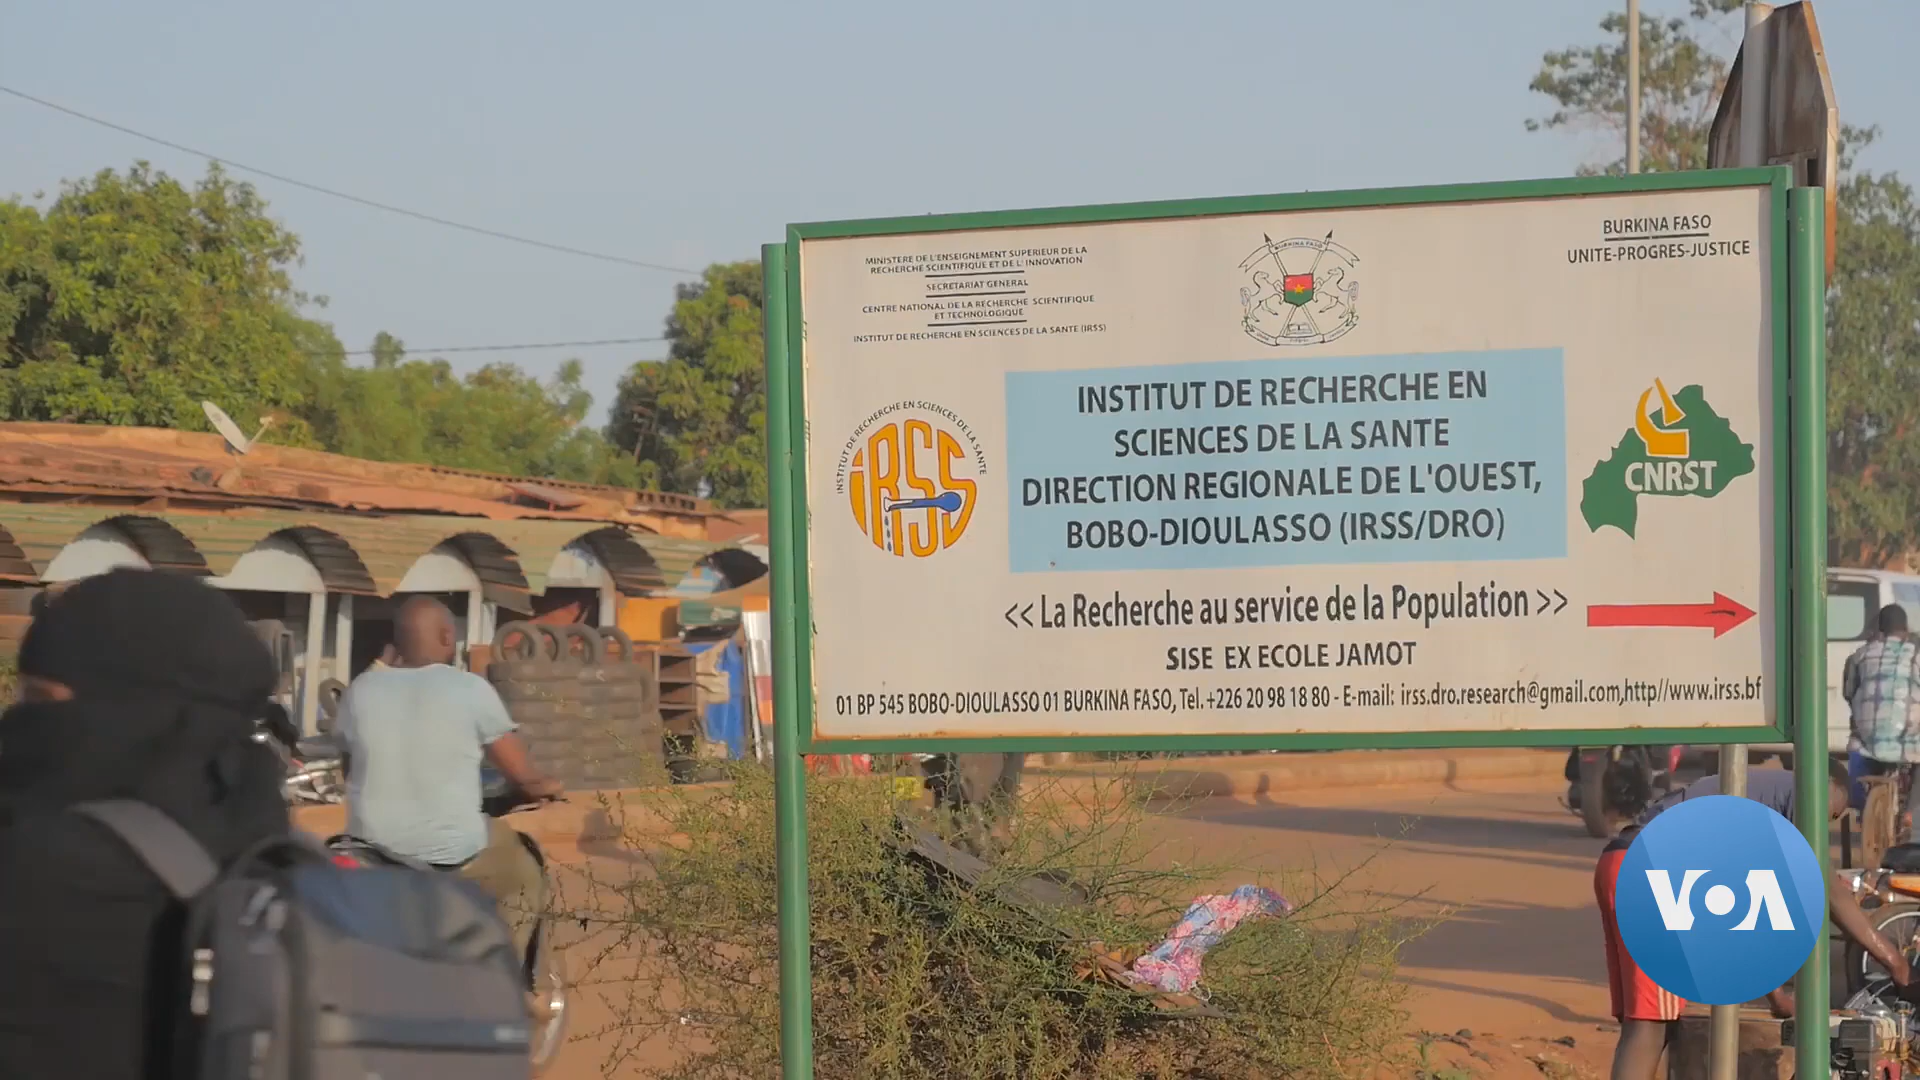 MINISTERE DE L'ENSEIGNEMENT SUPERIEUR DE LA
RECHERCHE SCIENTIFIQUE ET DE L' INNOVATION
SECRETARIAT GENERAL
CENTRE NATIONAL DE LA RECHERCHE SCIENTIFIQUE
ET TECHNOLOGIQUE
INSTITUT DE RECHERCHE EN SCIENCES DE LA SANTE (IRSS)
BURKINA FASO
BURKINA FASO
UNITE-PROGRES-JUSTICE
INSTITUT DE RECHERCHE EN SCIENCES DE LA SANTE
iRSS
INSTITUT DE RECHERCHE EN
SCIENCES DE LA SANTE
DIRECTION REGIONALE DE L'OUEST,
BOBO-DIOULASSO (IRSS/DRO)
CNRST
<< La Recherche au service de la Population >>
SISE EX ECOLE JAMOT
01 BP 545 BOBO-DIOULASSO 01 BURKINA FASO, Tel. +226 20 98 18 80 - E-mail: irss.dro.research@gmail.com,http//www.irss.bf
VOA